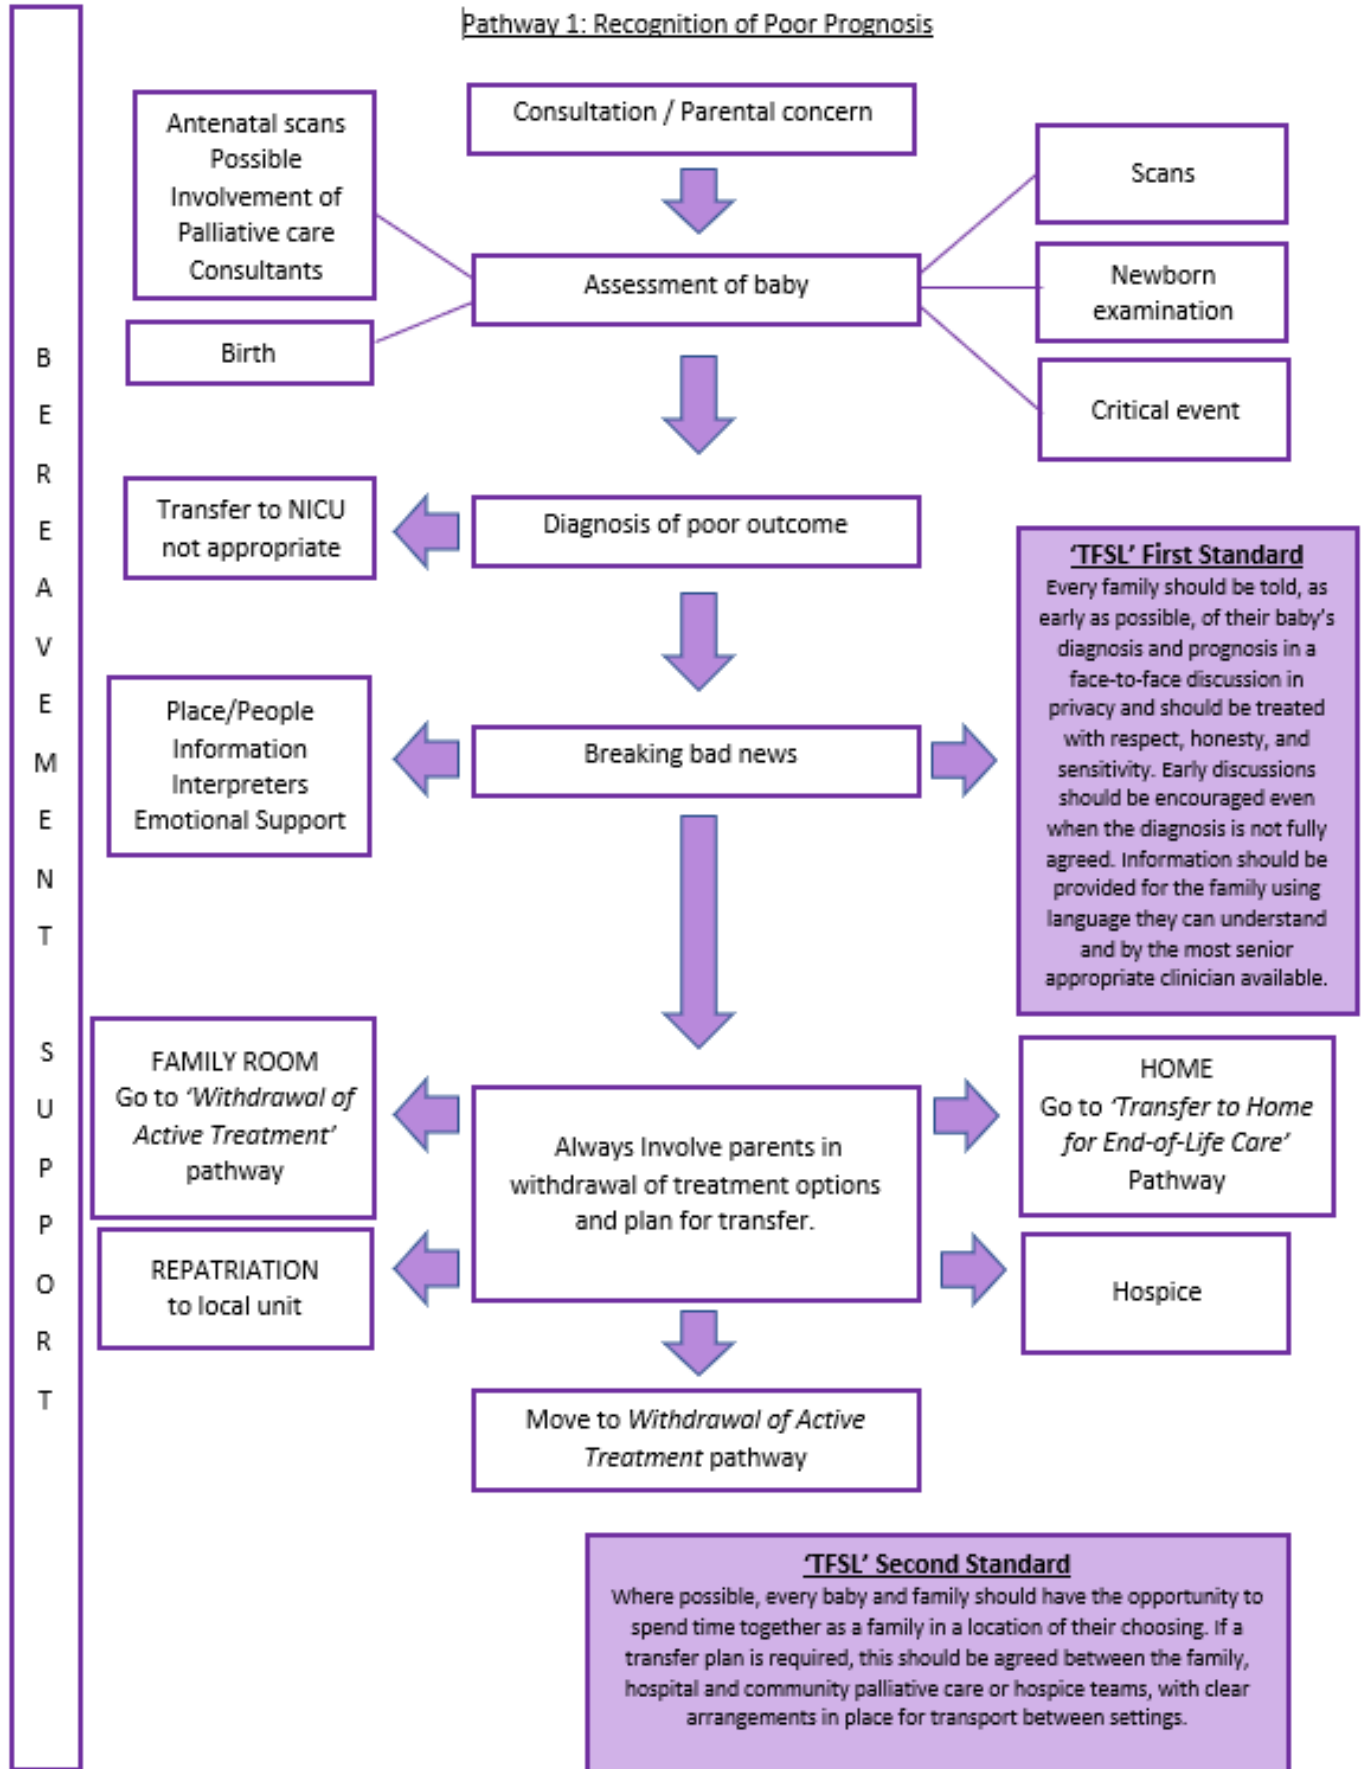 Pathway 1: Recognition of Poor Prognosis
Consultation / Parental concern
Antenatal scans
Possible
Involvement of
Palliative care
Consultants
Scans
Assessment of baby
Newborn
examination
Birth
Critical event
Transfer to NICU
not appropriate
Diagnosis of poor outcome
'TFSL' First Standard
Every family should be told, as
early as possible, of their baby's
diagnosis and prognosis in a
face-to-face discussion in
privacy and should be treated
with respect, honesty, and
sensitivity. Early discussions
should be encouraged even
when the diagnosis is not fully
agreed. Information should be
provided for the family using
language they can understand
and by the most senior
appropriate clinician available.
Place/People
Information
Interpreters
Emotional Support
Breaking bad news
FAMILY ROOM
Go to 'Withdrawal of
Active Treatment'
pathway
Always Involve parents in
withdrawal of treatment options
and plan for transfer.
HOME
Go to 'Transfer to Home
for End-of-Life Care'
Pathway
REPATRIATION
to local unit
Hospice
Move to Withdrawal of Active
Treatment pathway
'TFSL' Second Standard
Where possible, every baby and family should have the opportunity to
spend time together as a family in a location of their choosing. If a
transfer plan is required, this should be agreed between the family,
hospital and community palliative care or hospice teams, with clear
arrangements in place for transport between settings.
BEREAVEMENT SUPPORT